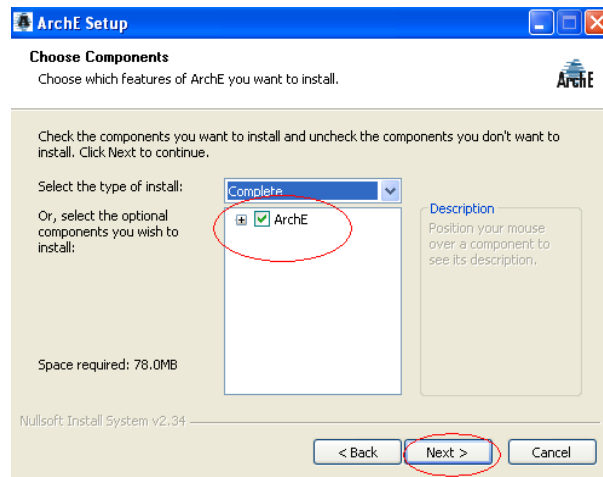 ArchE Setup
Choose Components
Choose which features of ArchE you want to install.
ArchE
Check the components you want to install and uncheck the components you don't want to
install. Click Next to continue.
Select the type of install:
Complete
Or, select the optional
components you wish to
install:
ArchE
Description
Position your mouse
over a component to
see its description.
Space required: 78.0MB
Nullsoft Install System v2.34
< Back
Next >
Cancel